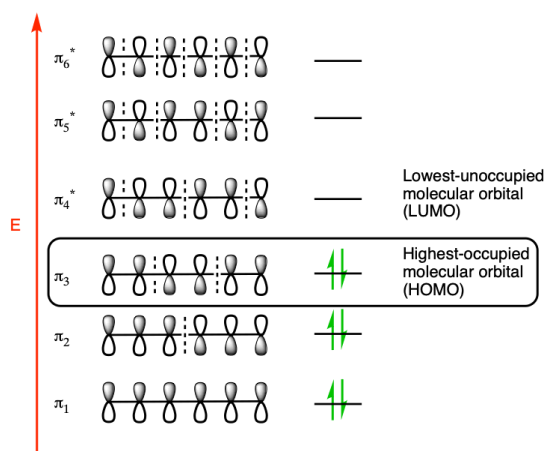 π6*
π5*
Lowest-unoccupied
molecular orbital
(LUMO)
π4*
E
Highest-occupied
molecular orbital
(HOMO)
π3
π2
π1